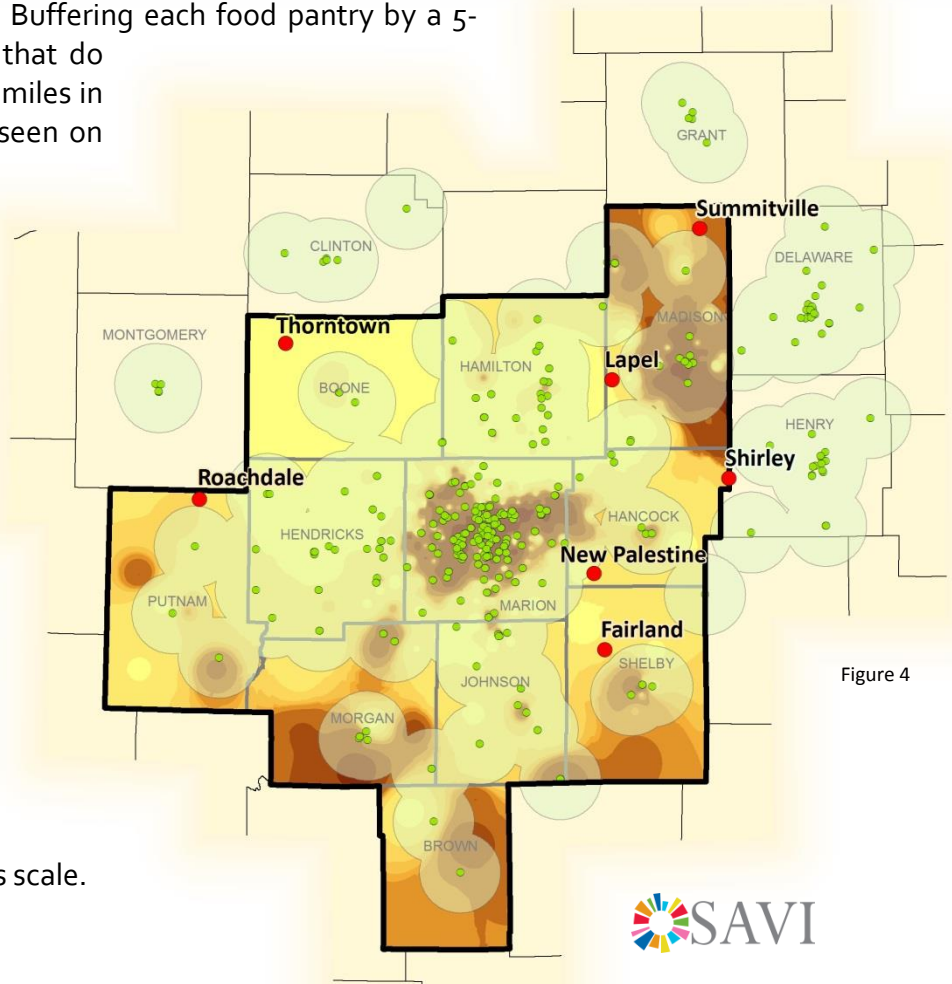 Buffering each food pantry by a 5-
that do
miles in
seen on
GRANT
Summitville
CLINTON
DELAWARE
MONTGOMERY
Thorntown
MADISON
HAMILTON
Lapel
BOONE
HENRY
Shirley
Roachdale
HANCOCK
HENDRICKS
New Palestine
PUTNAM
MARION
Fairland
SHELBY
Figure 4
JOHNSON
MORGAN
BROWN
s scale.
SAVI